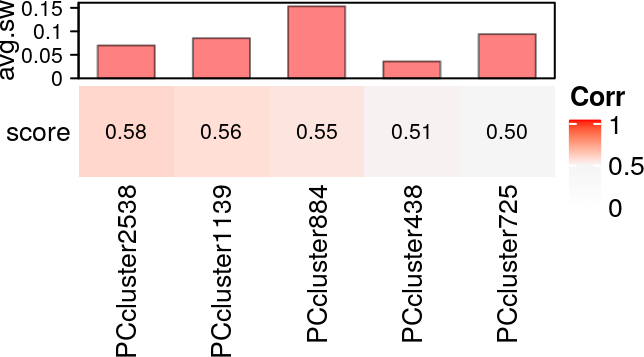 avg.sw
0.15
0.1
0.05
0
score
0.58 0.56 0.55 0.51 0.50
PCcluster2538
PCcluster1139
PCcluster884
PCcluster438
PCcluster725
Corr
1
0.5
0